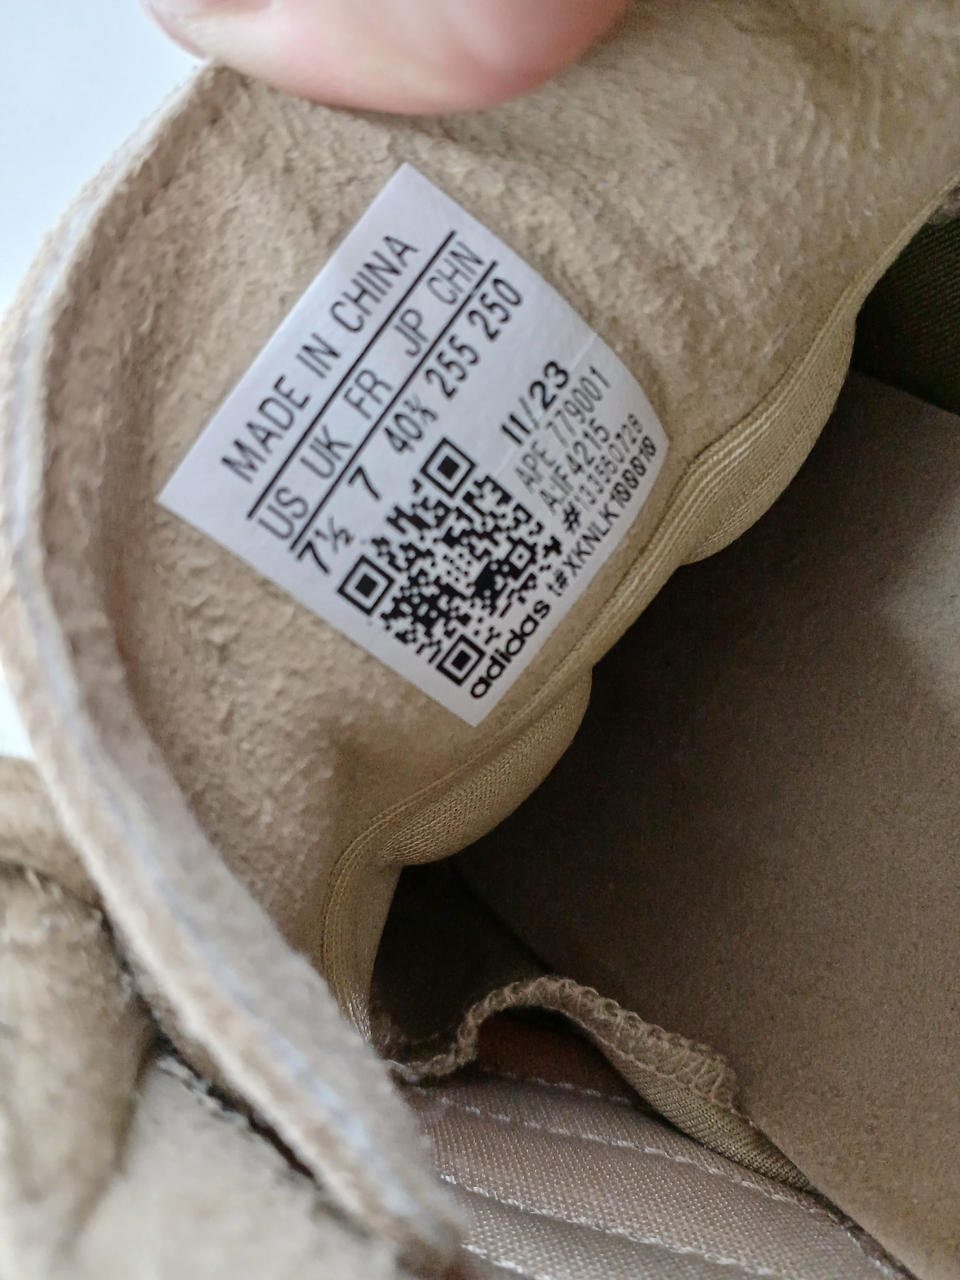 MADE IN CHINA
US UK FR JP CHN
7½ 7 40⅔ 255 250
11/23
APE 779001
AJF4215
adidas